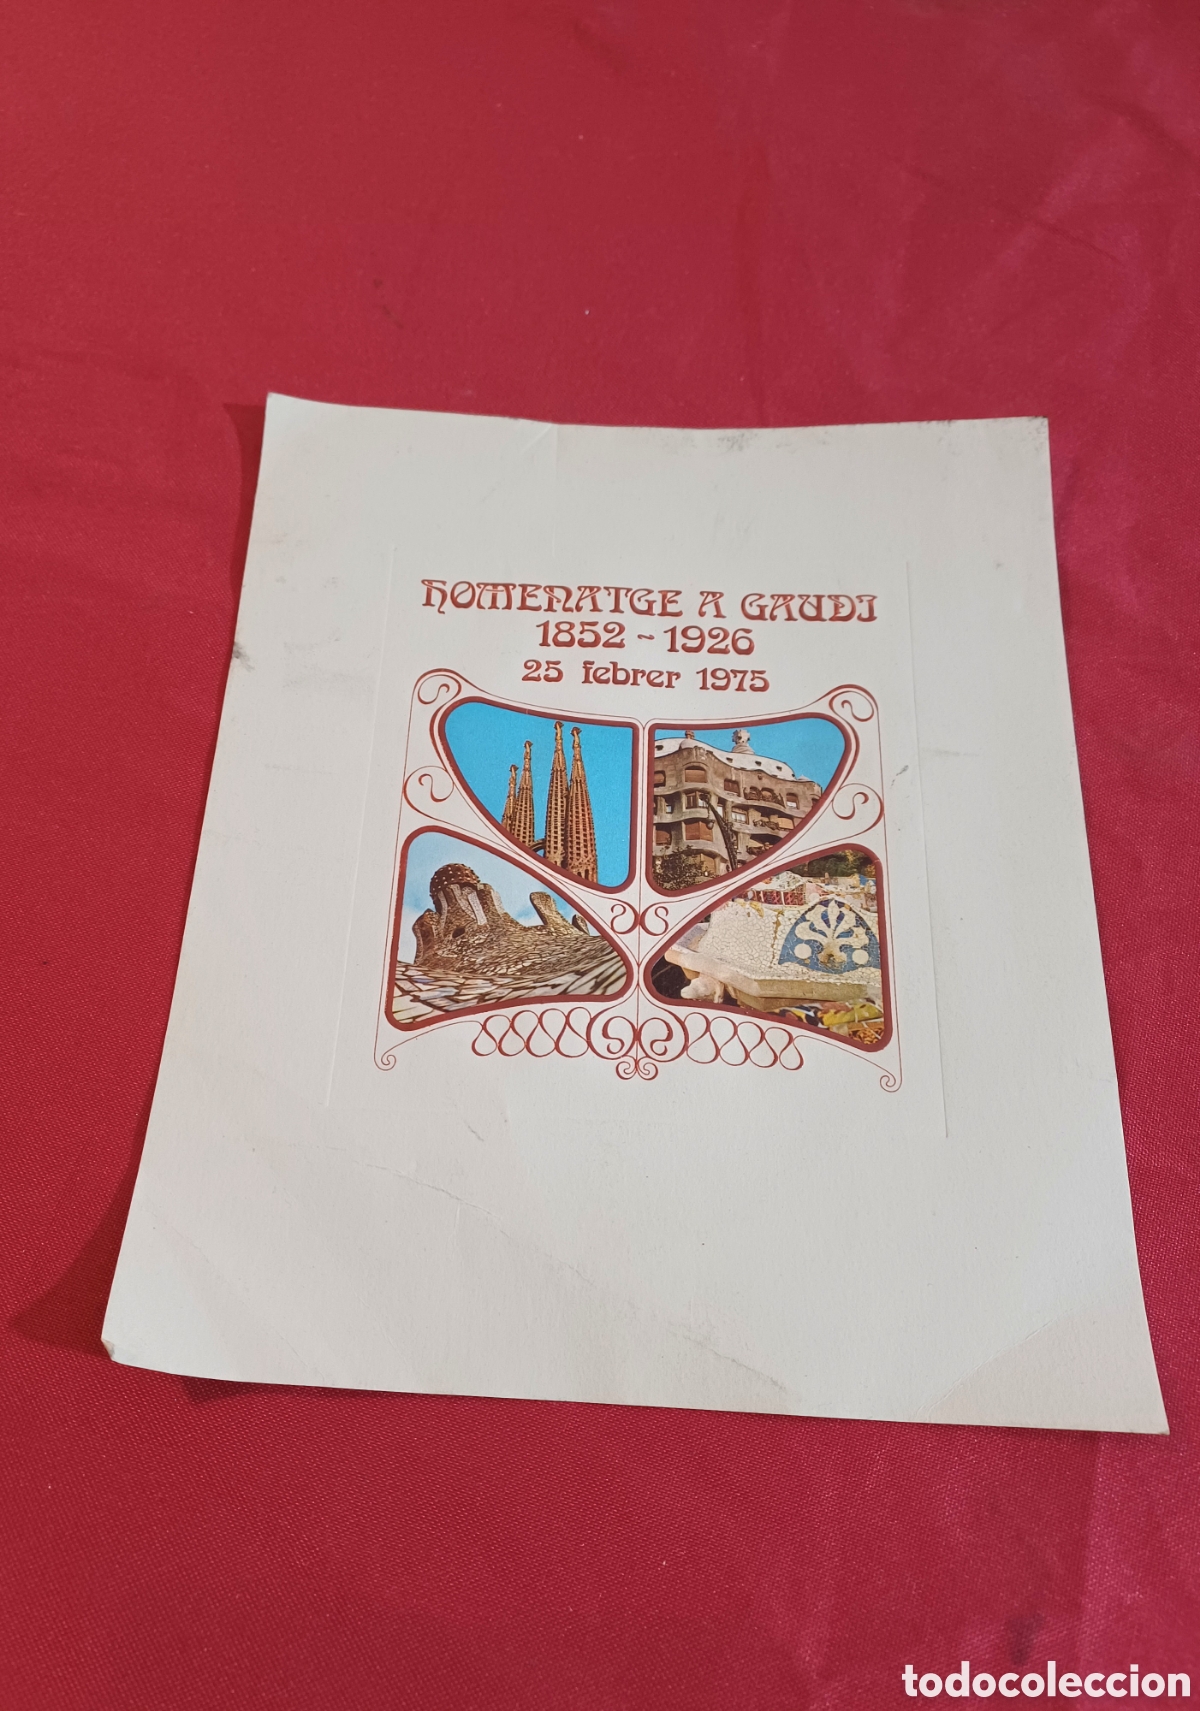 HOMENATGE A GAUDI
1852 - 1926
25 febrer 1975
todocoleccion